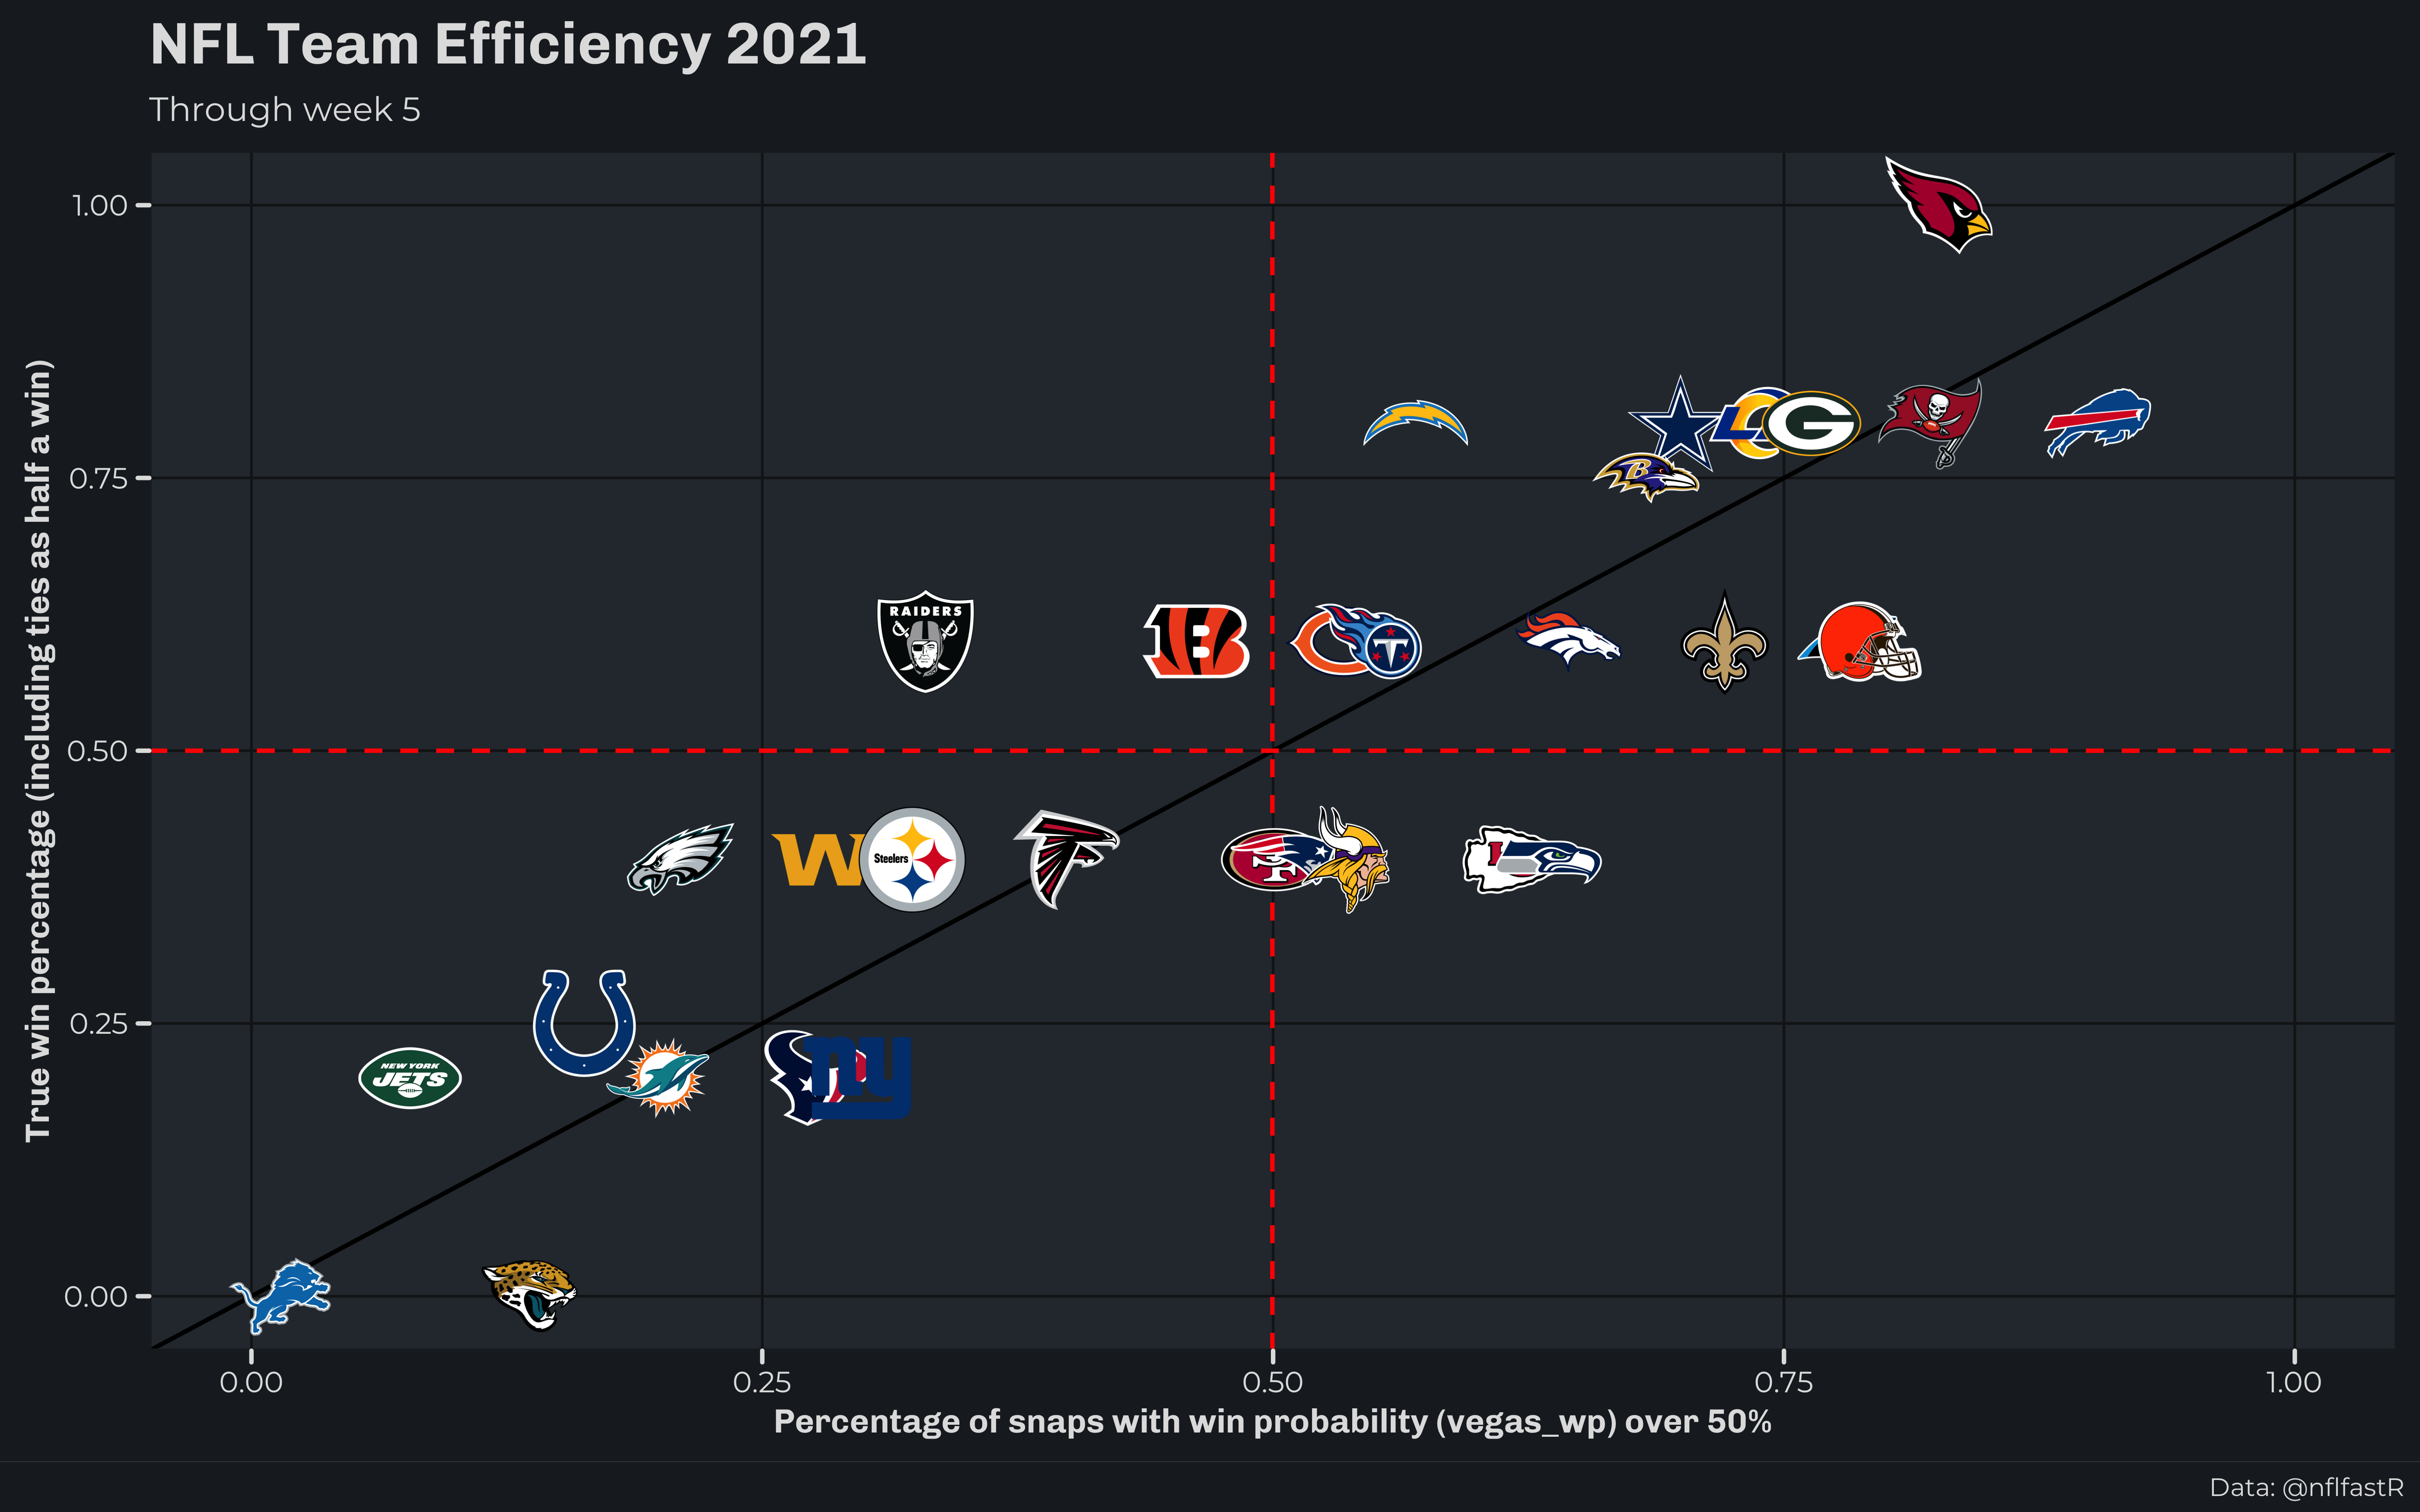 NFL Team Efficiency 2021
Through week 5
True win percentage (including ties as half a win)
1.00
0.75
0.50
0.25
0.00
RAIDERS
B
B
T
G
W
Steelers
SF
NEW YORK
JETS
ny
0.00
0.25
0.50
0.75
1.00
Percentage of snaps with win probability (vegas_wp) over 50%
Data: @nflfastR